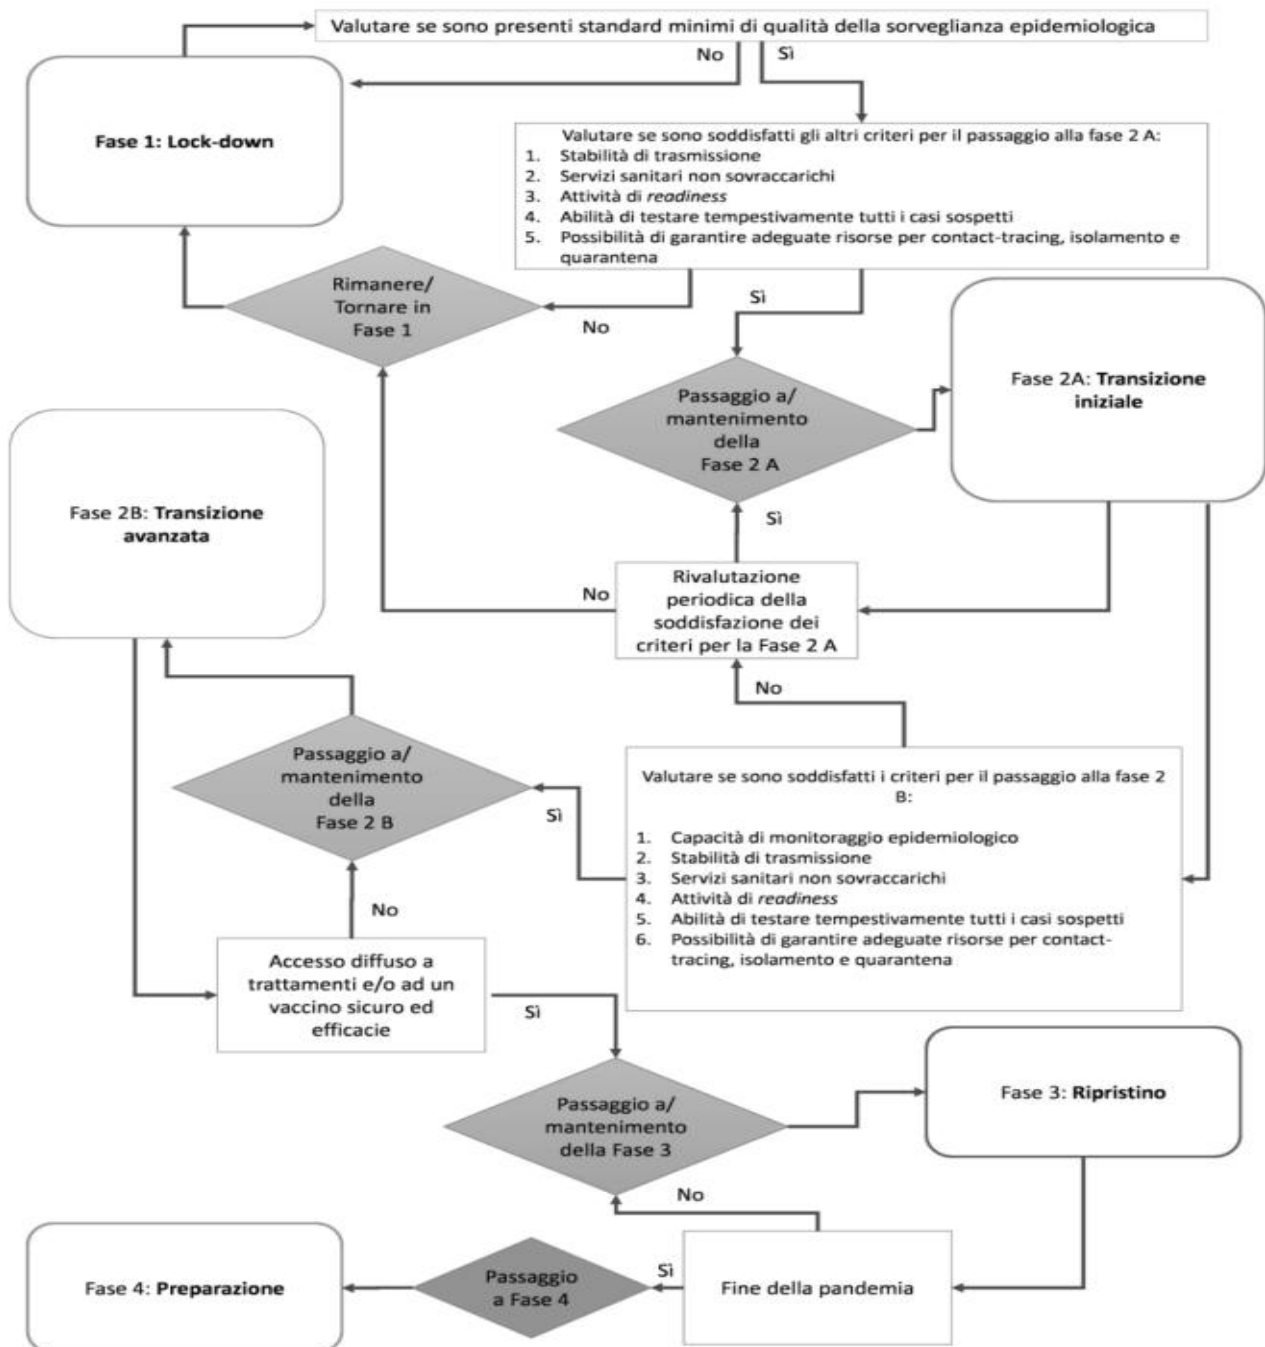 Valutare se sono presenti standard minimi di qualità della sorveglianza epidemiologica
No
Sì
Fase 1: Lock-down
Valutare se sono soddisfatti gli altri criteri per il passaggio alla fase 2 A:
1. Stabilità di trasmissione
2. Servizi sanitari non sovraccarichi
3. Attività di readiness
4. Abilità di testare tempestivamente tutti i casi sospetti
5. Possibilità di garantire adeguate risorse per contact-tracing, isolamento e
quarantena
Rimanere/
Tornare in
Fase 1
No
Sì
Passaggio a/
mantenimento
della
Fase 2 A
Fase 2A: Transizione
iniziale
Fase 2B: Transizione
avanzata
Sì
No
Rivalutazione
periodica della
soddisfazione dei
criteri per la Fase 2 A
No
Passaggio a/
mantenimento
della
Fase 2 B
Sì
Valutare se sono soddisfatti i criteri per il passaggio alla fase 2
B:
1. Capacità di monitoraggio epidemiologico
2. Stabilità di trasmissione
3. Servizi sanitari non sovraccarichi
4. Attività di readiness
5. Abilità di testare tempestivamente tutti i casi sospetti
6. Possibilità di garantire adeguate risorse per contact-
tracing, isolamento e quarantena
No
Accesso diffuso a
trattamenti e/o ad un
vaccino sicuro ed
efficacie
Sì
Passaggio a/
mantenimento
della Fase 3
Fase 3: Ripristino
No
Fase 4: Preparazione
Passaggio
a Fase 4
Sì
Fine della pandemia